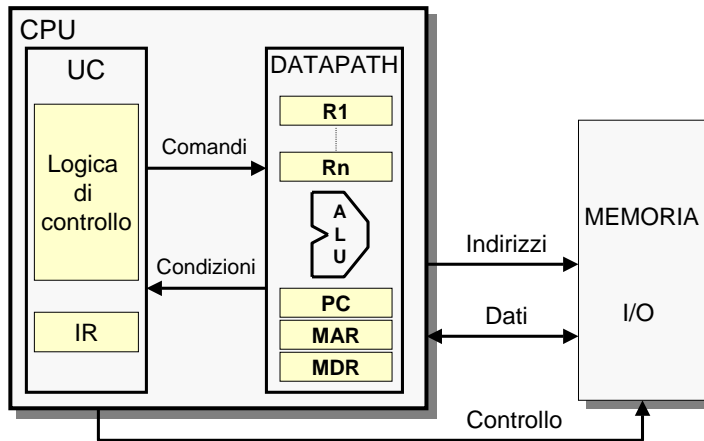 CPU
UC
Logica
di
controllo
IR
Comandi
Condizioni
DATAPATH
R1
Rn
A
L
U
PC
MAR
MDR
Indirizzi
Dati
Controllo
MEMORIA
I/O